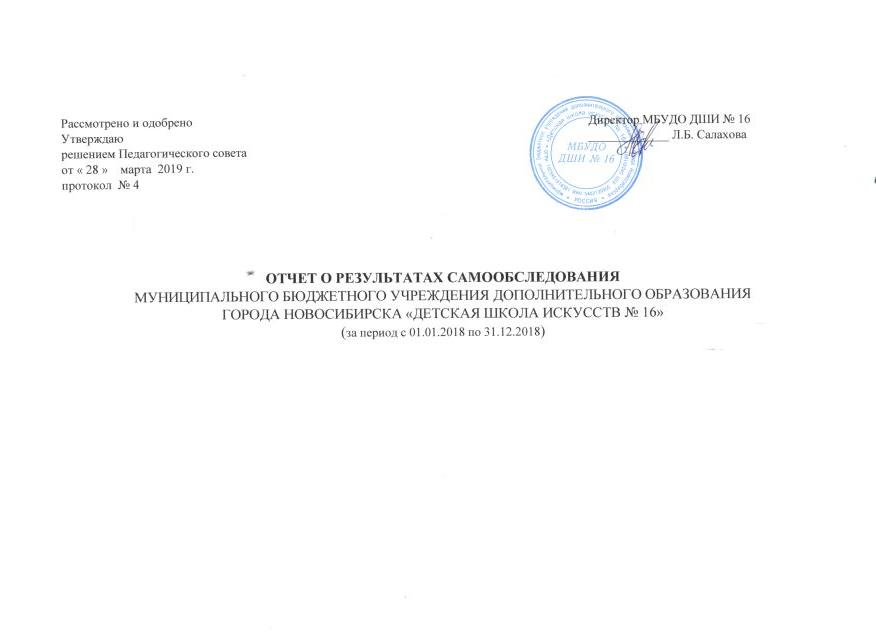 Рассмотрено и одобрено
Утверждаю
решением Педагогического совета
от « 28 »    марта  2019 г.
протокол  № 4
Директор МБУДО ДШИ № 16
_____________ Л.Б. Салахова
МБУДО
ДШИ № 16
РОССИЯ
ОТЧЕТ О РЕЗУЛЬТАТАХ САМООБСЛЕДОВАНИЯ
МУНИЦИПАЛЬНОГО БЮДЖЕТНОГО УЧРЕЖДЕНИЯ ДОПОЛНИТЕЛЬНОГО ОБРАЗОВАНИЯ
ГОРОДА НОВОСИБИРСКА «ДЕТСКАЯ ШКОЛА ИСКУССТВ № 16»
(за период с 01.01.2018 по 31.12.2018)